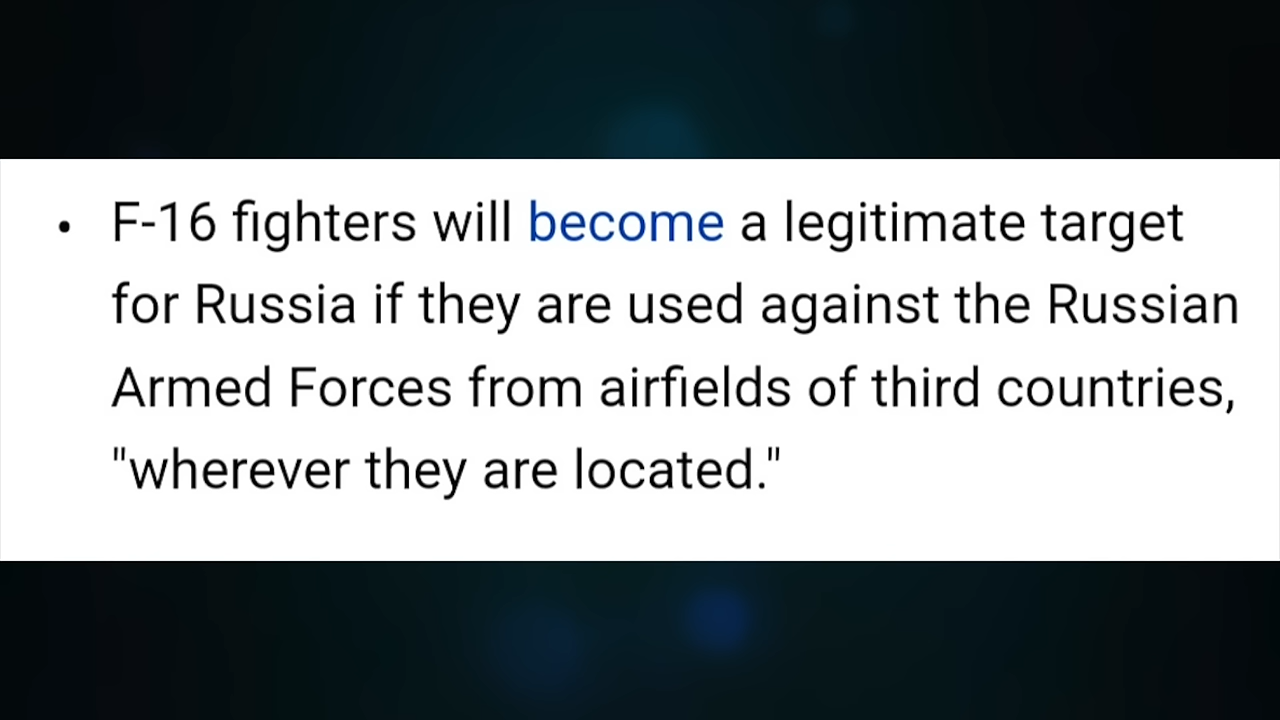 • F-16 fighters will become a legitimate target
for Russia if they are used against the Russian
Armed Forces from airfields of third countries,
"wherever they are located."